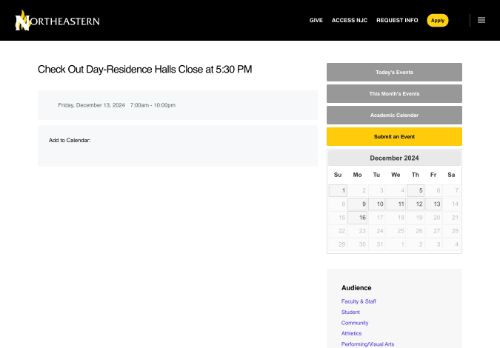 NORTHEASTERN
GIVE ACCESS NJC REQUEST INFO Apply
Check Out Day-Residence Halls Close at 5:30 PM
Friday, December 13, 2024 7:00am - 10:00pm
Add to Calendar:
Today's Events
This Month's Events
Academic Calendar
Submit an Event
December 2024
Su Mo Tu We Th Fr Sa
1 2 3 4 5 6 7
8 9 10 11 12 13 14
15 16 17 18 19 20 21
22 23 24 25 26 27 28
29 30 31 1 2 3 4
Audience
Faculty & Staff
Student
Community
Athletics
Performing/Visual Arts